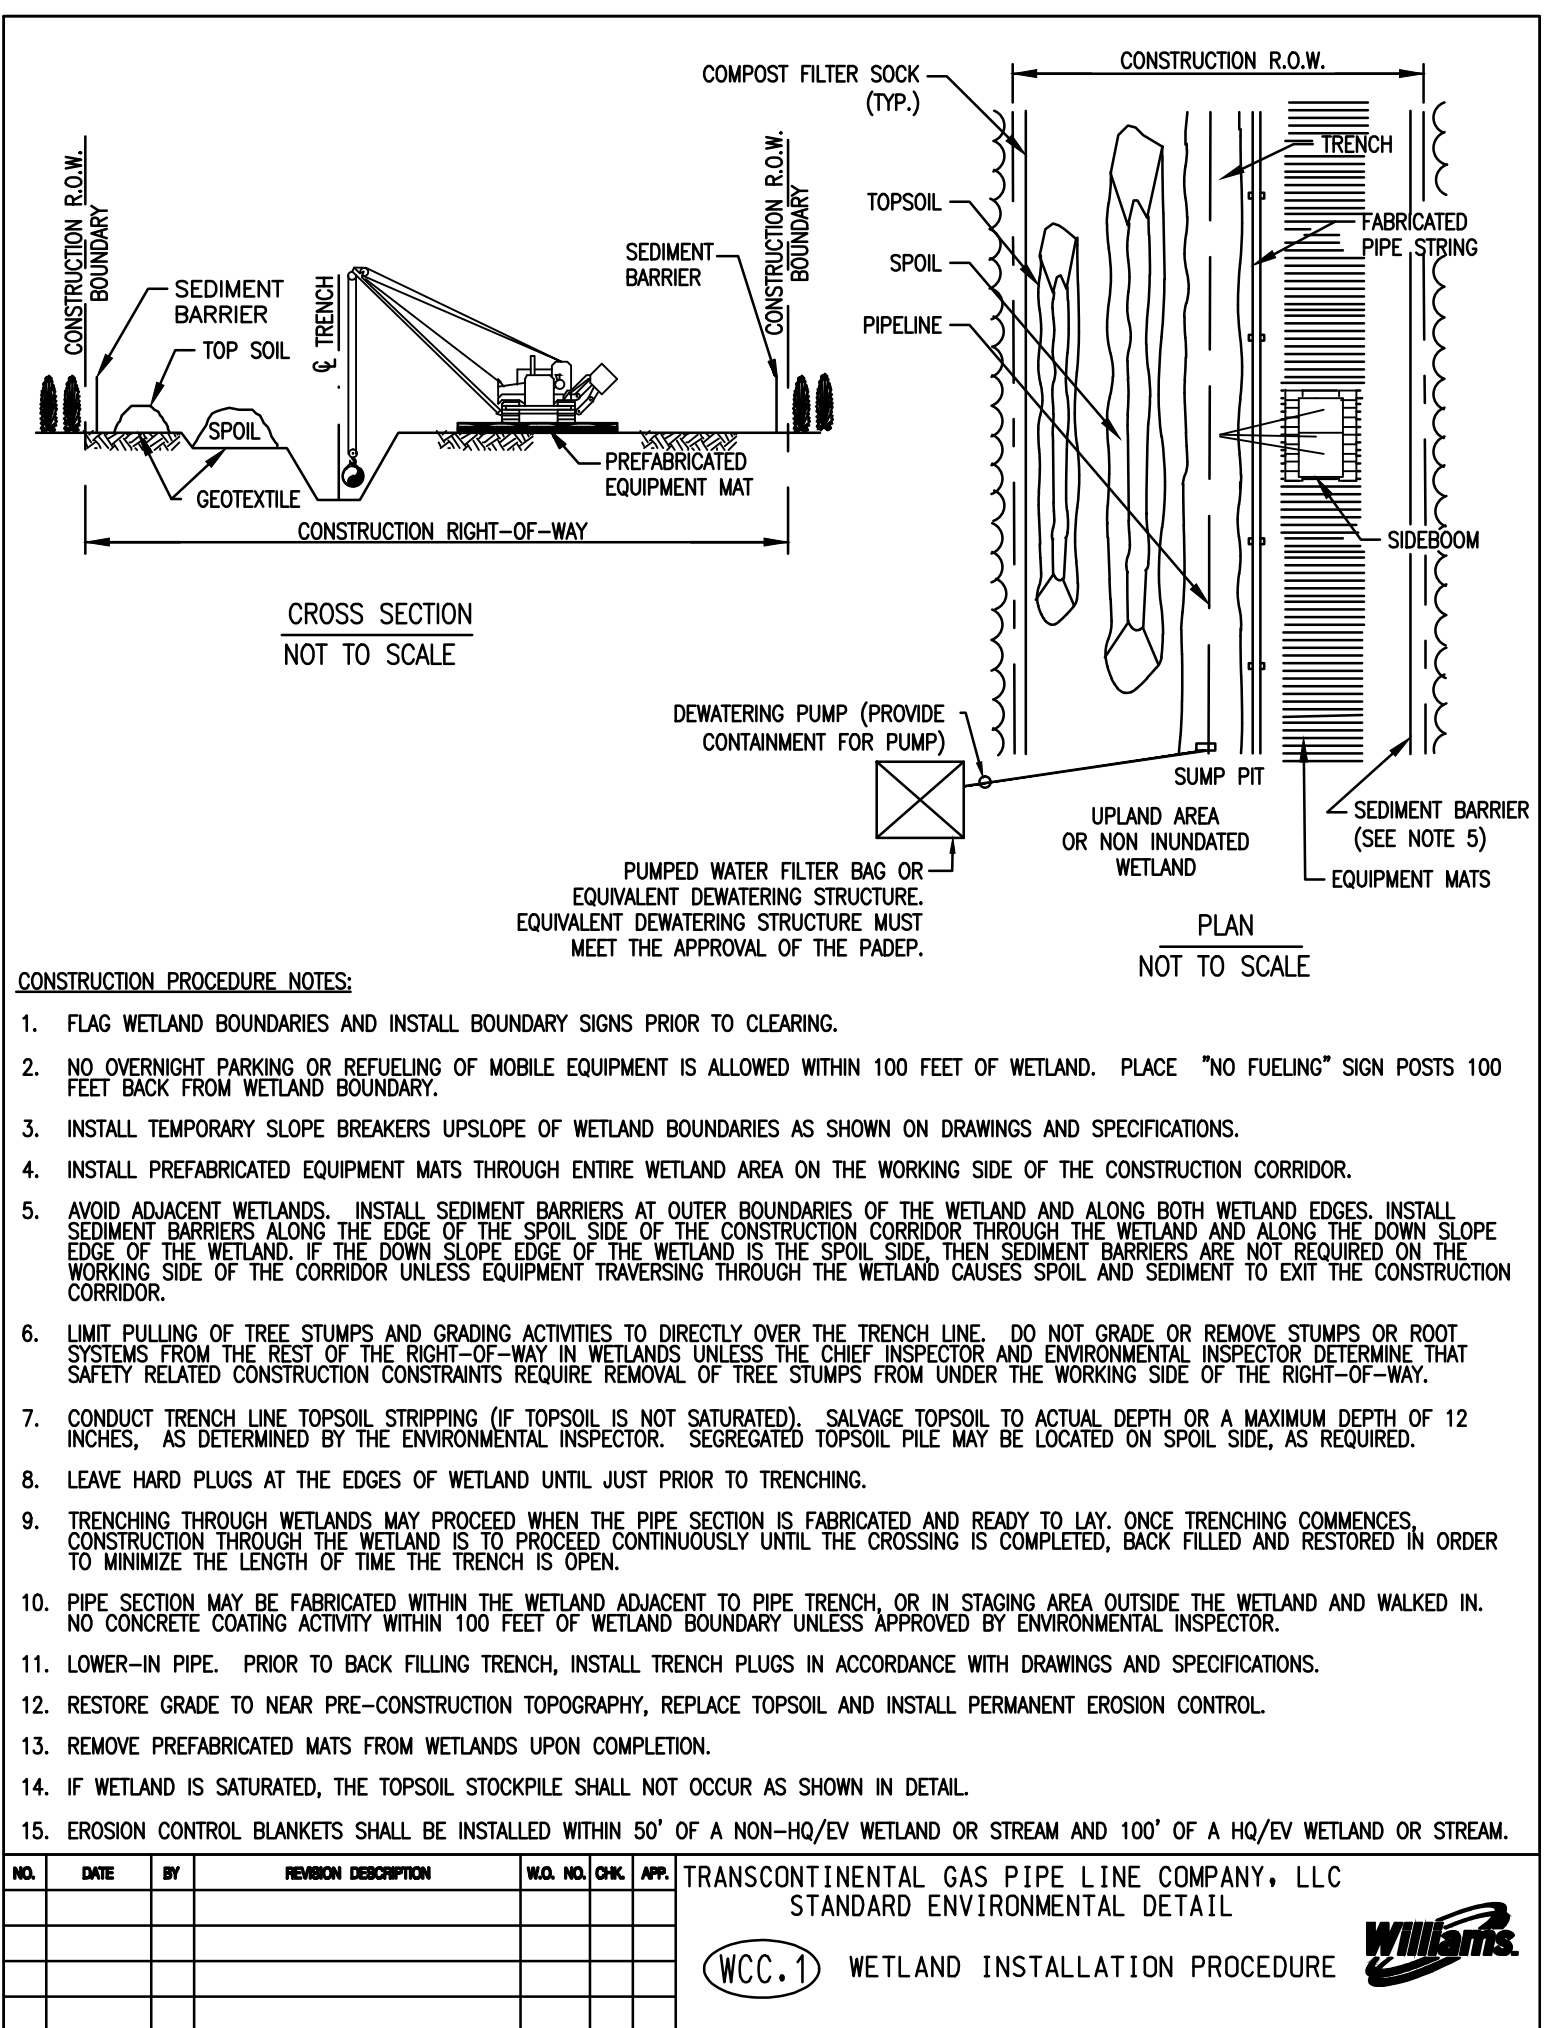 CONSTRUCTION R.O.W.
COMPOST FILTER SOCK
(TYP.)
TRENCH
TOPSOIL
FABRICATED
PIPE STRING
SPOIL
PIPELINE
SIDEBOOM
DEWATERING PUMP (PROVIDE
CONTAINMENT FOR PUMP)
SUMP PIT
UPLAND AREA
OR NON INUNDATED
WETLAND
SEDIMENT BARRIER
(SEE NOTE 5)
EQUIPMENT MATS
PUMPED WATER FILTER BAG OR
EQUIVALENT DEWATERING STRUCTURE.
EQUIVALENT DEWATERING STRUCTURE MUST
MEET THE APPROVAL OF THE PADEP.
PLAN
NOT TO SCALE
CONSTRUCTION R.O.W.
BOUNDARY
SEDIMENT
BARRIER
TOP SOIL
℄ TRENCH
SEDIMENT
BARRIER
CONSTRUCTION R.O.W.
BOUNDARY
SPOIL
GEOTEXTILE
PREFABRICATED
EQUIPMENT MAT
CONSTRUCTION RIGHT-OF-WAY
CROSS SECTION
NOT TO SCALE
CONSTRUCTION PROCEDURE NOTES:
1. FLAG WETLAND BOUNDARIES AND INSTALL BOUNDARY SIGNS PRIOR TO CLEARING.
2. NO OVERNIGHT PARKING OR REFUELING OF MOBILE EQUIPMENT IS ALLOWED WITHIN 100 FEET OF WETLAND. PLACE "NO FUELING" SIGN POSTS 100
FEET BACK FROM WETLAND BOUNDARY.
3. INSTALL TEMPORARY SLOPE BREAKERS UPSLOPE OF WETLAND BOUNDARIES AS SHOWN ON DRAWINGS AND SPECIFICATIONS.
4. INSTALL PREFABRICATED EQUIPMENT MATS THROUGH ENTIRE WETLAND AREA ON THE WORKING SIDE OF THE CONSTRUCTION CORRIDOR.
5. AVOID ADJACENT WETLANDS. INSTALL SEDIMENT BARRIERS AT OUTER BOUNDARIES OF THE WETLAND AND ALONG BOTH WETLAND EDGES. INSTALL
SEDIMENT BARRIERS ALONG THE EDGE OF THE SPOIL SIDE OF THE CONSTRUCTION CORRIDOR THROUGH THE WETLAND AND ALONG THE DOWN SLOPE
EDGE OF THE WETLAND. IF THE DOWN SLOPE EDGE OF THE WETLAND IS THE SPOIL SIDE, THEN SEDIMENT BARRIERS ARE NOT REQUIRED ON THE
WORKING SIDE OF THE CORRIDOR UNLESS EQUIPMENT TRAVERSING THROUGH THE WETLAND CAUSES SPOIL AND SEDIMENT TO EXIT THE CONSTRUCTION
CORRIDOR.
6. LIMIT PULLING OF TREE STUMPS AND GRADING ACTIVITIES TO DIRECTLY OVER THE TRENCH LINE. DO NOT GRADE OR REMOVE STUMPS OR ROOT
SYSTEMS FROM THE REST OF THE RIGHT-OF-WAY IN WETLANDS UNLESS THE CHIEF INSPECTOR AND ENVIRONMENTAL INSPECTOR DETERMINE THAT
SAFETY RELATED CONSTRUCTION CONSTRAINTS REQUIRE REMOVAL OF TREE STUMPS FROM UNDER THE WORKING SIDE OF THE RIGHT-OF-WAY.
7. CONDUCT TRENCH LINE TOPSOIL STRIPPING (IF TOPSOIL IS NOT SATURATED). SALVAGE TOPSOIL TO ACTUAL DEPTH OR A MAXIMUM DEPTH OF 12
INCHES, AS DETERMINED BY THE ENVIRONMENTAL INSPECTOR. SEGREGATED TOPSOIL PILE MAY BE LOCATED ON SPOIL SIDE, AS REQUIRED.
8. LEAVE HARD PLUGS AT THE EDGES OF WETLAND UNTIL JUST PRIOR TO TRENCHING.
9. TRENCHING THROUGH WETLANDS MAY PROCEED WHEN THE PIPE SECTION IS FABRICATED AND READY TO LAY. ONCE TRENCHING COMMENCES,
CONSTRUCTION THROUGH THE WETLAND IS TO PROCEED CONTINUOUSLY UNTIL THE CROSSING IS COMPLETED, BACK FILLED AND RESTORED IN ORDER
TO MINIMIZE THE LENGTH OF TIME THE TRENCH IS OPEN.
10. PIPE SECTION MAY BE FABRICATED WITHIN THE WETLAND ADJACENT TO PIPE TRENCH, OR IN STAGING AREA OUTSIDE THE WETLAND AND WALKED IN.
NO CONCRETE COATING ACTIVITY WITHIN 100 FEET OF WETLAND BOUNDARY UNLESS APPROVED BY ENVIRONMENTAL INSPECTOR.
11. LOWER-IN PIPE. PRIOR TO BACK FILLING TRENCH, INSTALL TRENCH PLUGS IN ACCORDANCE WITH DRAWINGS AND SPECIFICATIONS.
12. RESTORE GRADE TO NEAR PRE-CONSTRUCTION TOPOGRAPHY, REPLACE TOPSOIL AND INSTALL PERMANENT EROSION CONTROL.
13. REMOVE PREFABRICATED MATS FROM WETLANDS UPON COMPLETION.
14. IF WETLAND IS SATURATED, THE TOPSOIL STOCKPILE SHALL NOT OCCUR AS SHOWN IN DETAIL.
15. EROSION CONTROL BLANKETS SHALL BE INSTALLED WITHIN 50' OF A NON-HQ/EV WETLAND OR STREAM AND 100' OF A HQ/EV WETLAND OR STREAM.
NO. DATE BY REVISION DESCRIPTION W.O. NO. CHK. APP.
TRANSCONTINENTAL GAS PIPE LINE COMPANY, LLC
STANDARD ENVIRONMENTAL DETAIL
WCC.1 WETLAND INSTALLATION PROCEDURE
Williams.